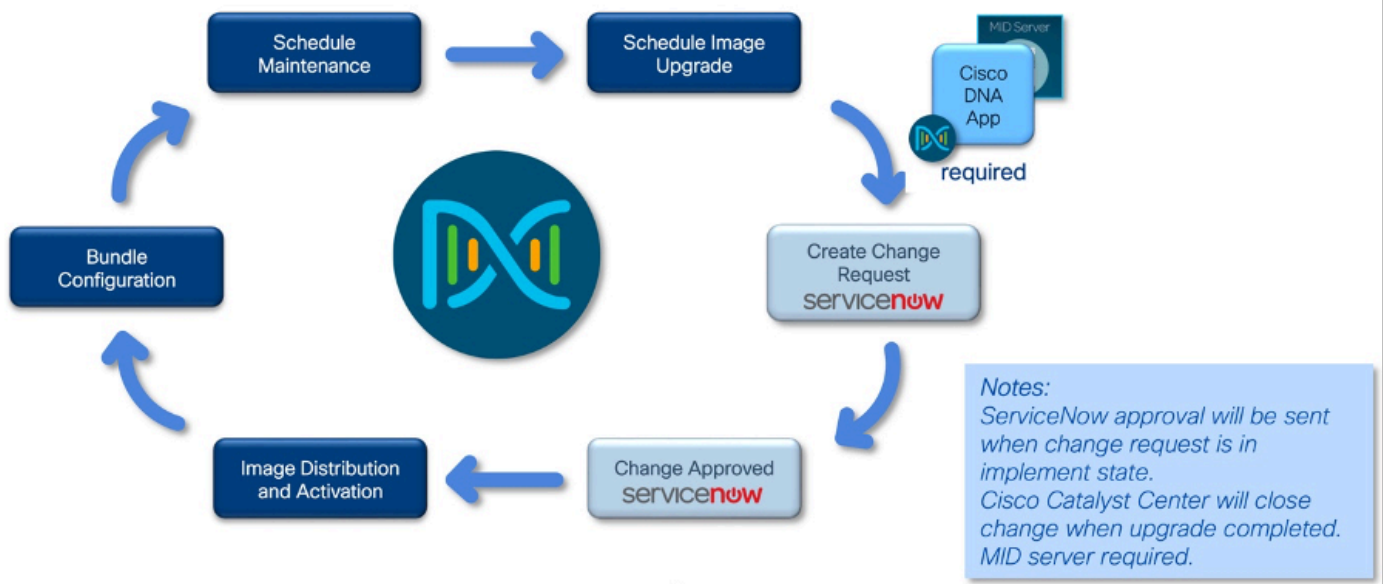 Schedule
Maintenance
Schedule Image
Upgrade
MID Server
Cisco
DNA
App
required
Bundle
Configuration
Create Change
Request
servicenow
Notes:
ServiceNow approval will be sent
when change request is in
implement state.
Cisco Catalyst Center will close
change when upgrade completed.
MID server required.
Image Distribution
and Activation
Change Approved
servicenow